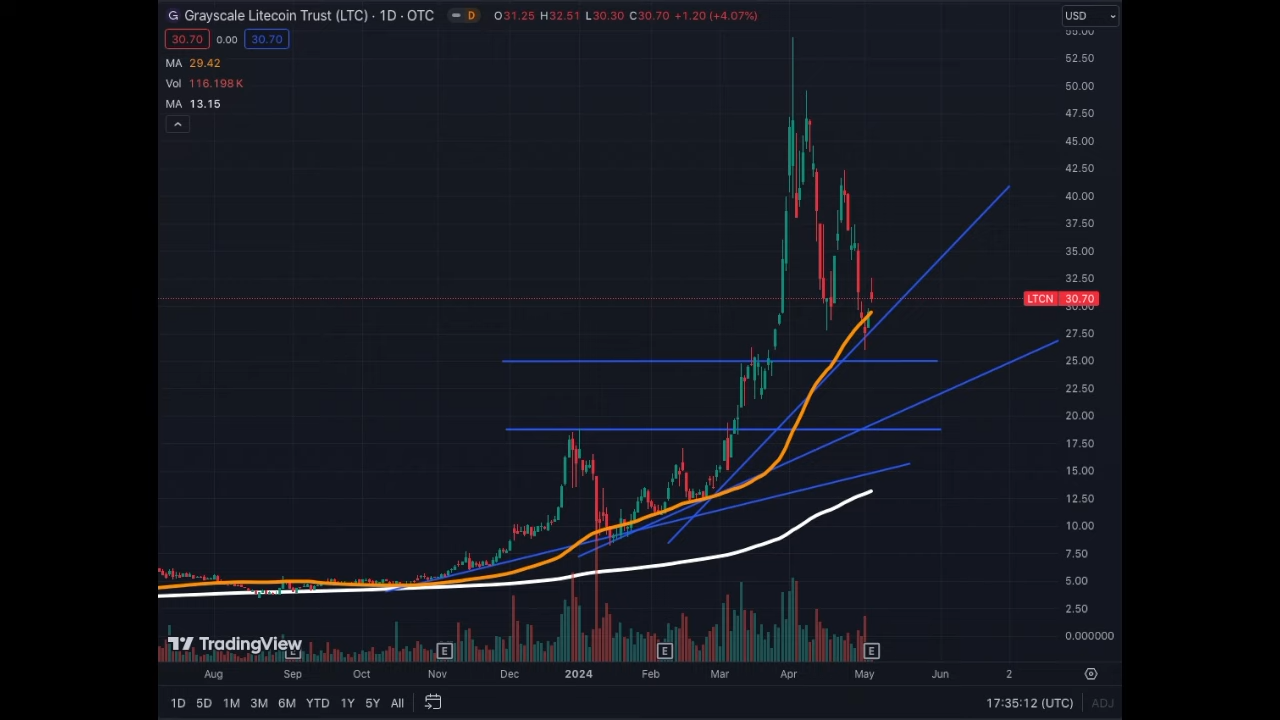 Grayscale Litecoin Trust (LTC) · 1D · OTC D O31.25 H32.51 L30.30 C30.70 +1.20 (+4.07%) USD
30.70 0.00 30.70
MA 29.42
Vol 116.198K
MA 13.15
55.00
52.50
50.00
47.50
45.00
42.50
40.00
37.50
35.00
32.50
LTCN 30.70
30.00
27.50
25.00
22.50
20.00
17.50
15.00
12.50
10.00
7.50
5.00
2.50
0.000000
TradingView
E E E E
Aug Sep Oct Nov Dec 2024 Feb Mar Apr May Jun 2
1D 5D 1M 3M 6M YTD 1Y 5Y All 17:35:12 (UTC) ADJ